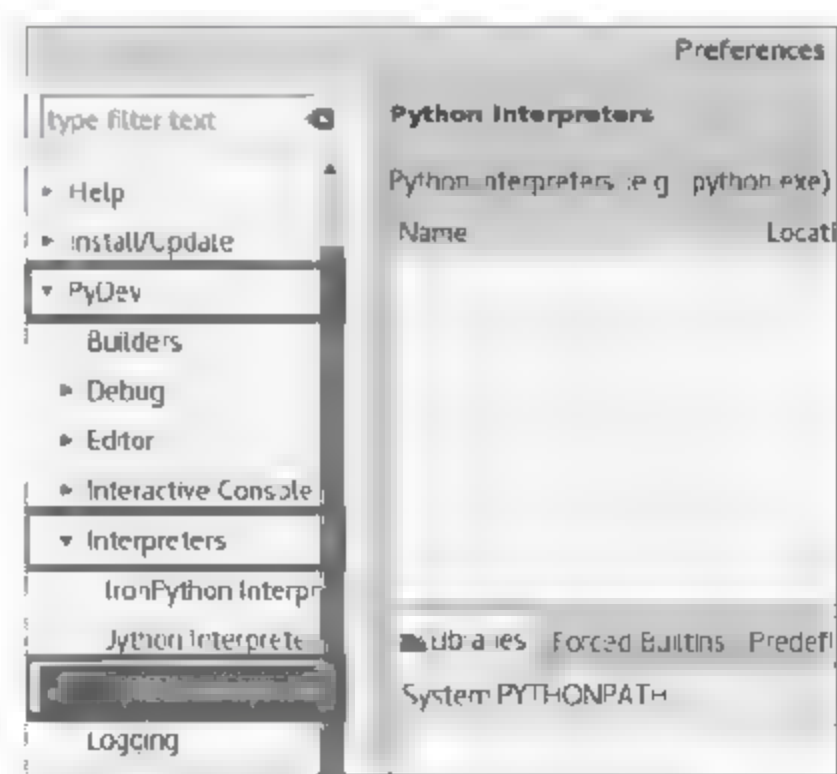 Preferences
type filter text
Help
Install/Update
PyDev
Builders
Debug
Editor
Interactive Console
Interpreters
IronPython Interpr
Jython Interprete
Logging
Python Interpreters
Python interpreters (e.g. python.exe)
Name Locati
Libraries Forced Builtins Predefi
System PYTHONPATH